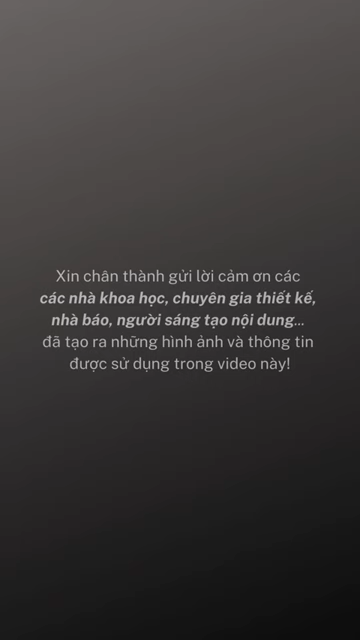 Xin chân thành gửi lời cảm ơn các
các nhà khoa học, chuyên gia thiết kế,
nhà báo, người sáng tạo nội dung...
đã tạo ra những hình ảnh và thông tin
được sử dụng trong video này!